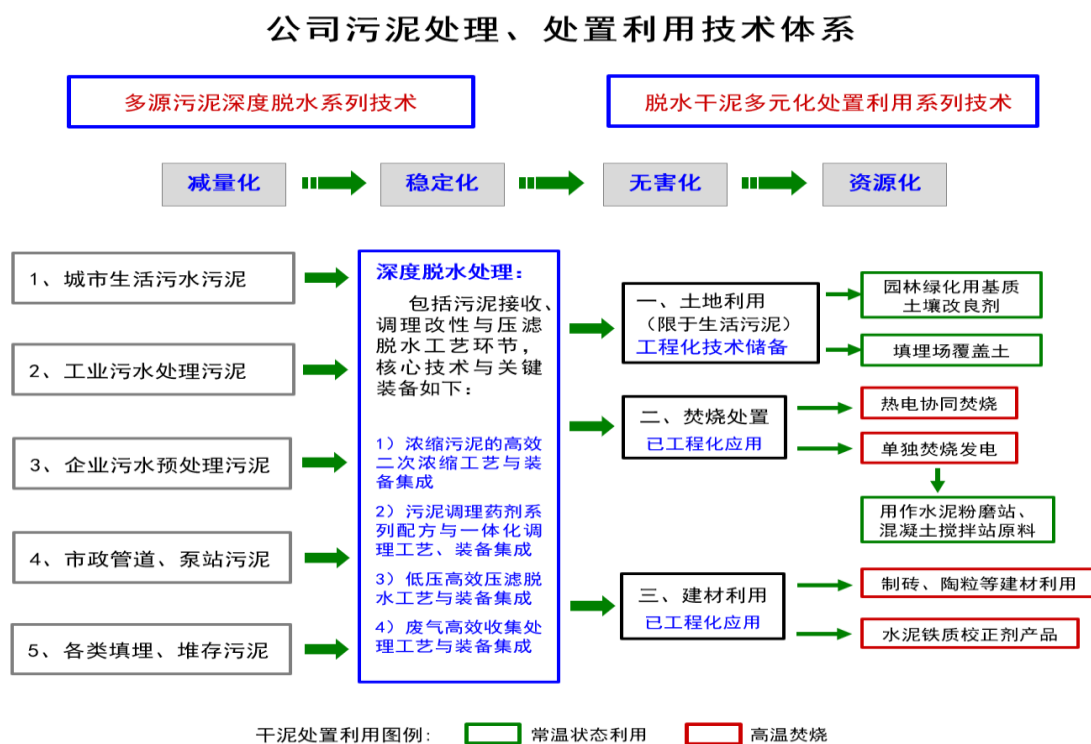 公司污泥处理、处置利用技术体系
多源污泥深度脱水系列技术
脱水干泥多元化处置利用系列技术
减量化
稳定化
无害化
资源化
1、城市生活污水污泥
2、工业污水处理污泥
3、企业污水预处理污泥
4、市政管道、泵站污泥
5、各类填埋、堆存污泥
深度脱水处理：
包括污泥接收、
调理改性与压滤
脱水工艺环节，
核心技术与关键
装备如下：
1）浓缩污泥的高效
二次浓缩工艺与装
备集成
2）污泥调理药剂系
列配方与一体化调
理工艺、装备集成
3）低压高效压滤脱
水工艺与装备集成
4）废气高效收集处
理工艺与装备集成
一、土地利用
（限于生活污泥）
工程化技术储备
园林绿化用基质
土壤改良剂
填埋场覆盖土
二、焚烧处置
已工程化应用
热电协同焚烧
单独焚烧发电
用作水泥粉磨站、
混凝土搅拌站原料
三、建材利用
已工程化应用
制砖、陶粒等建材利用
水泥铁质校正剂产品
干泥处置利用图例：
常温状态利用
高温焚烧